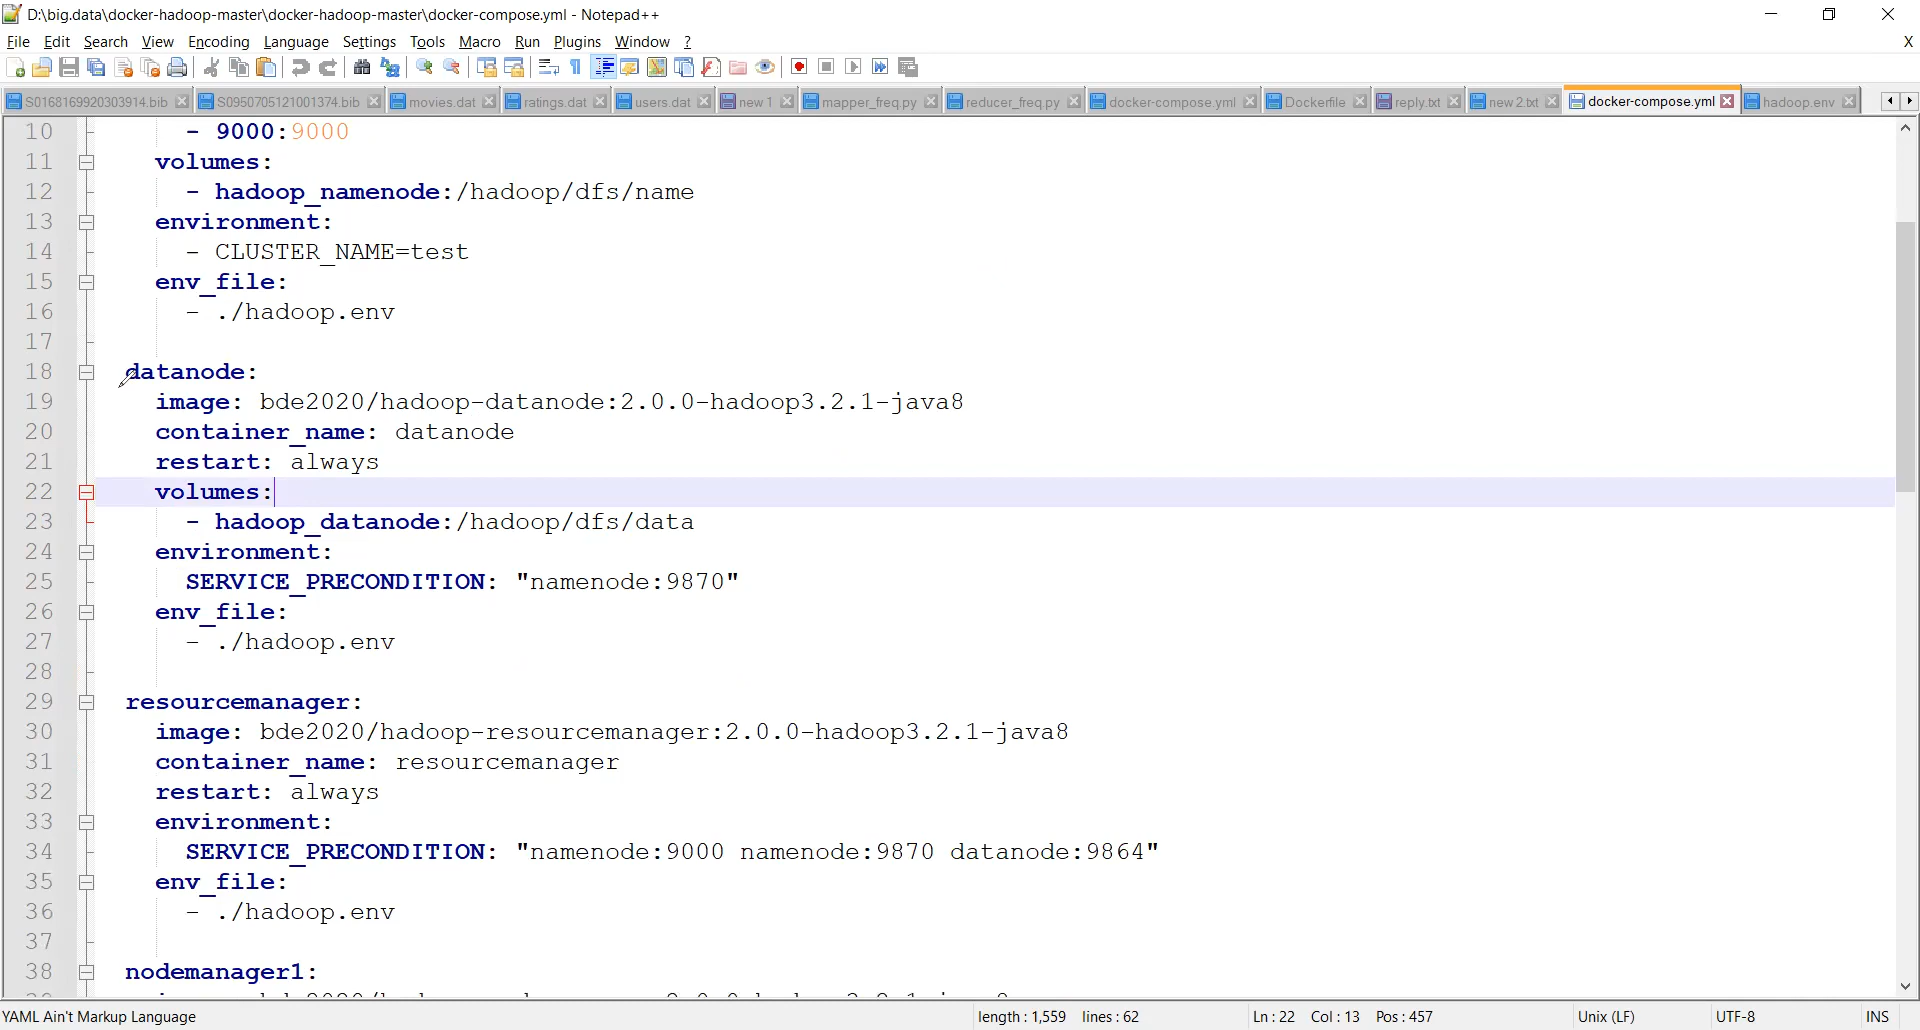 D:\big.data\docker-hadoop-master\docker-hadoop-master\docker-compose.yml - Notepad++
File Edit Search View Encoding Language Settings Tools Macro Run Plugins Window ? X
S0168169920303914.bib S0950705121001374.bib movies.dat ratings.dat users.dat new 1 mapper_freq.py reducer_freq.py docker-compose.yml Dockerfile reply.txt new 2.txt docker-compose.yml hadoop.env
10 - 9000:9000
11 volumes:
12 - hadoop_namenode:/hadoop/dfs/name
13 environment:
14 - CLUSTER_NAME=test
15 env_file:
16 - ./hadoop.env
17
18 datanode:
19 image: bde2020/hadoop-datanode:2.0.0-hadoop3.2.1-java8
20 container_name: datanode
21 restart: always
22 volumes:
23 - hadoop_datanode:/hadoop/dfs/data
24 environment:
25 SERVICE_PRECONDITION: "namenode:9870"
26 env_file:
27 - ./hadoop.env
28
29 resourcemanager:
30 image: bde2020/hadoop-resourcemanager:2.0.0-hadoop3.2.1-java8
31 container_name: resourcemanager
32 restart: always
33 environment:
34 SERVICE_PRECONDITION: "namenode:9000 namenode:9870 datanode:9864"
35 env_file:
36 - ./hadoop.env
37
38 nodemanager1:
YAML Ain't Markup Language length : 1,559 lines : 62 Ln : 22 Col : 13 Pos : 457 Unix (LF) UTF-8 INS